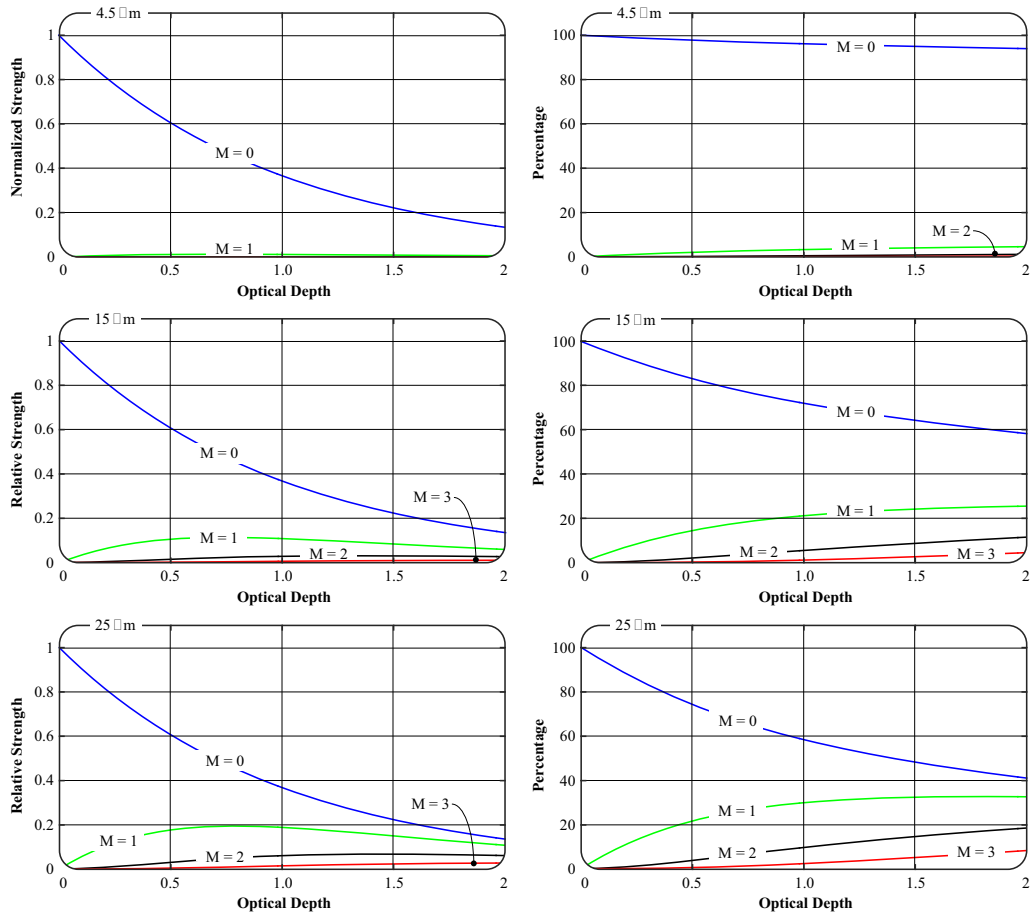 4.5 □m
Normalized Strength
1
0.8
0.6
0.4
0.2
0
M = 0
M = 1
0
0.5
1.0
1.5
2
Optical Depth
4.5 □m
Percentage
100
80
60
40
20
0
M = 0
M = 2
M = 1
0
0.5
1.0
1.5
2
Optical Depth
15 □m
Relative Strength
1
0.8
0.6
0.4
0.2
0
M = 0
M = 3
M = 1
M = 2
0
0.5
1.0
1.5
2
Optical Depth
15 □m
Percentage
100
80
60
40
20
0
M = 0
M = 1
M = 2
M = 3
0
0.5
1.0
1.5
2
Optical Depth
25 □m
Relative Strength
1
0.8
0.6
0.4
0.2
0
M = 0
M = 3
M = 1
M = 2
0
0.5
1.0
1.5
2
Optical Depth
25 □m
Percentage
100
80
60
40
20
0
M = 0
M = 1
M = 2
M = 3
0
0.5
1.0
1.5
2
Optical Depth